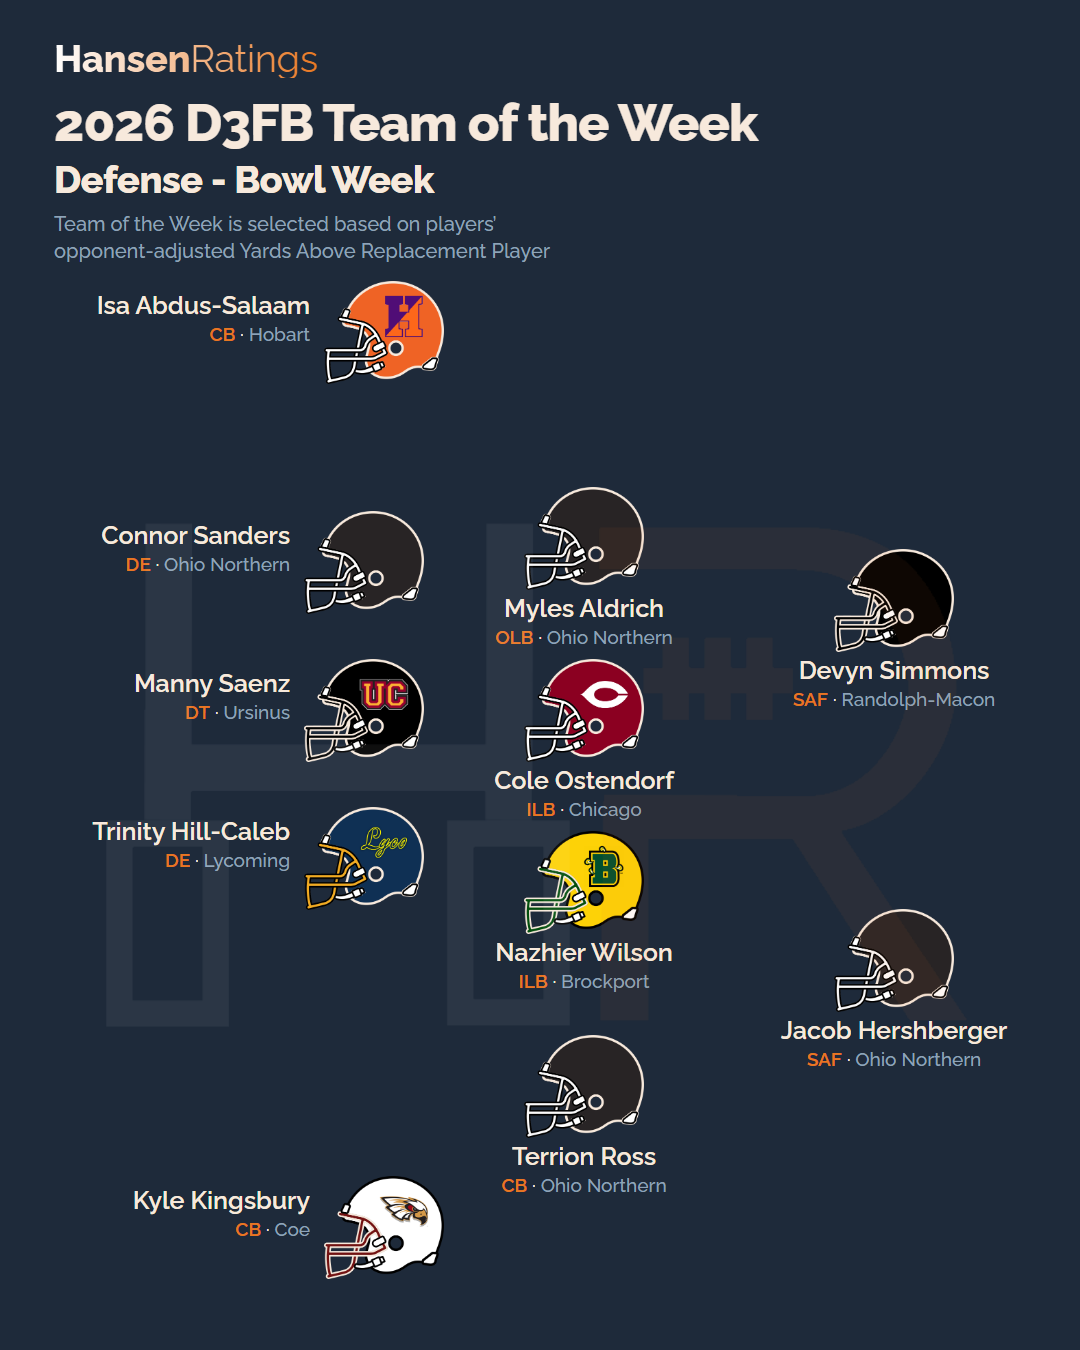 HansenRatings
2026 D3FB Team of the Week
Defense - Bowl Week
Team of the Week is selected based on players'
opponent-adjusted Yards Above Replacement Player
Isa Abdus-Salaam
CB · Hobart
H
Connor Sanders
DE · Ohio Northern
Myles Aldrich
OLB · Ohio Northern
Devyn Simmons
SAF · Randolph-Macon
Manny Saenz
DT · Ursinus
UC
C
Cole Ostendorf
ILB · Chicago
Trinity Hill-Caleb
DE · Lycoming
Lyco
B
Nazhier Wilson
ILB · Brockport
Jacob Hershberger
SAF · Ohio Northern
Terrion Ross
CB · Ohio Northern
Kyle Kingsbury
CB · Coe
HR